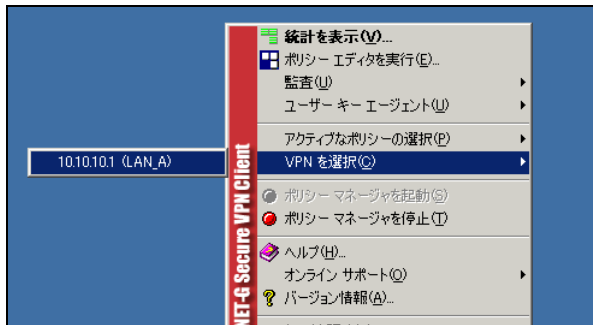 統計を表示(V)...
ポリシー エディタを実行(E)...
監査(U)
ユーザー キー エージェント(U)
アクティブなポリシーの選択(P)
10.10.10.1 (LAN_A)
VPN を選択(C)
ポリシー マネージャを起動(S)
ポリシー マネージャを停止(T)
ヘルプ(H)...
オンライン サポート(O)
バージョン情報(A)...
NET-G Secure VPN Client